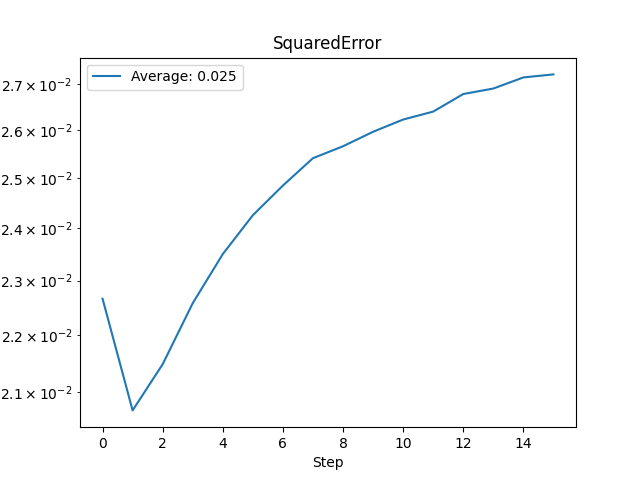 SquaredError
Average: 0.025
2.7 × 10⁻²
2.6 × 10⁻²
2.5 × 10⁻²
2.4 × 10⁻²
2.3 × 10⁻²
2.2 × 10⁻²
2.1 × 10⁻²
0 2 4 6 8 10 12 14
Step